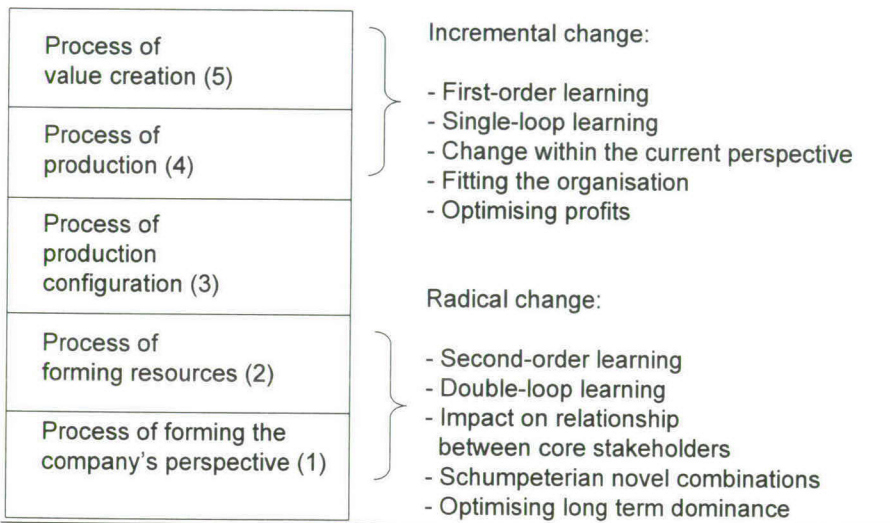 Process of
value creation (5)
Process of
production (4)
Process of
production
configuration (3)
Process of
forming resources (2)
Process of forming the
company's perspective (1)
Incremental change:
- First-order learning
- Single-loop learning
- Change within the current perspective
- Fitting the organisation
- Optimising profits
Radical change:
- Second-order learning
- Double-loop learning
- Impact on relationship
between core stakeholders
- Schumpeterian novel combinations
- Optimising long term dominance